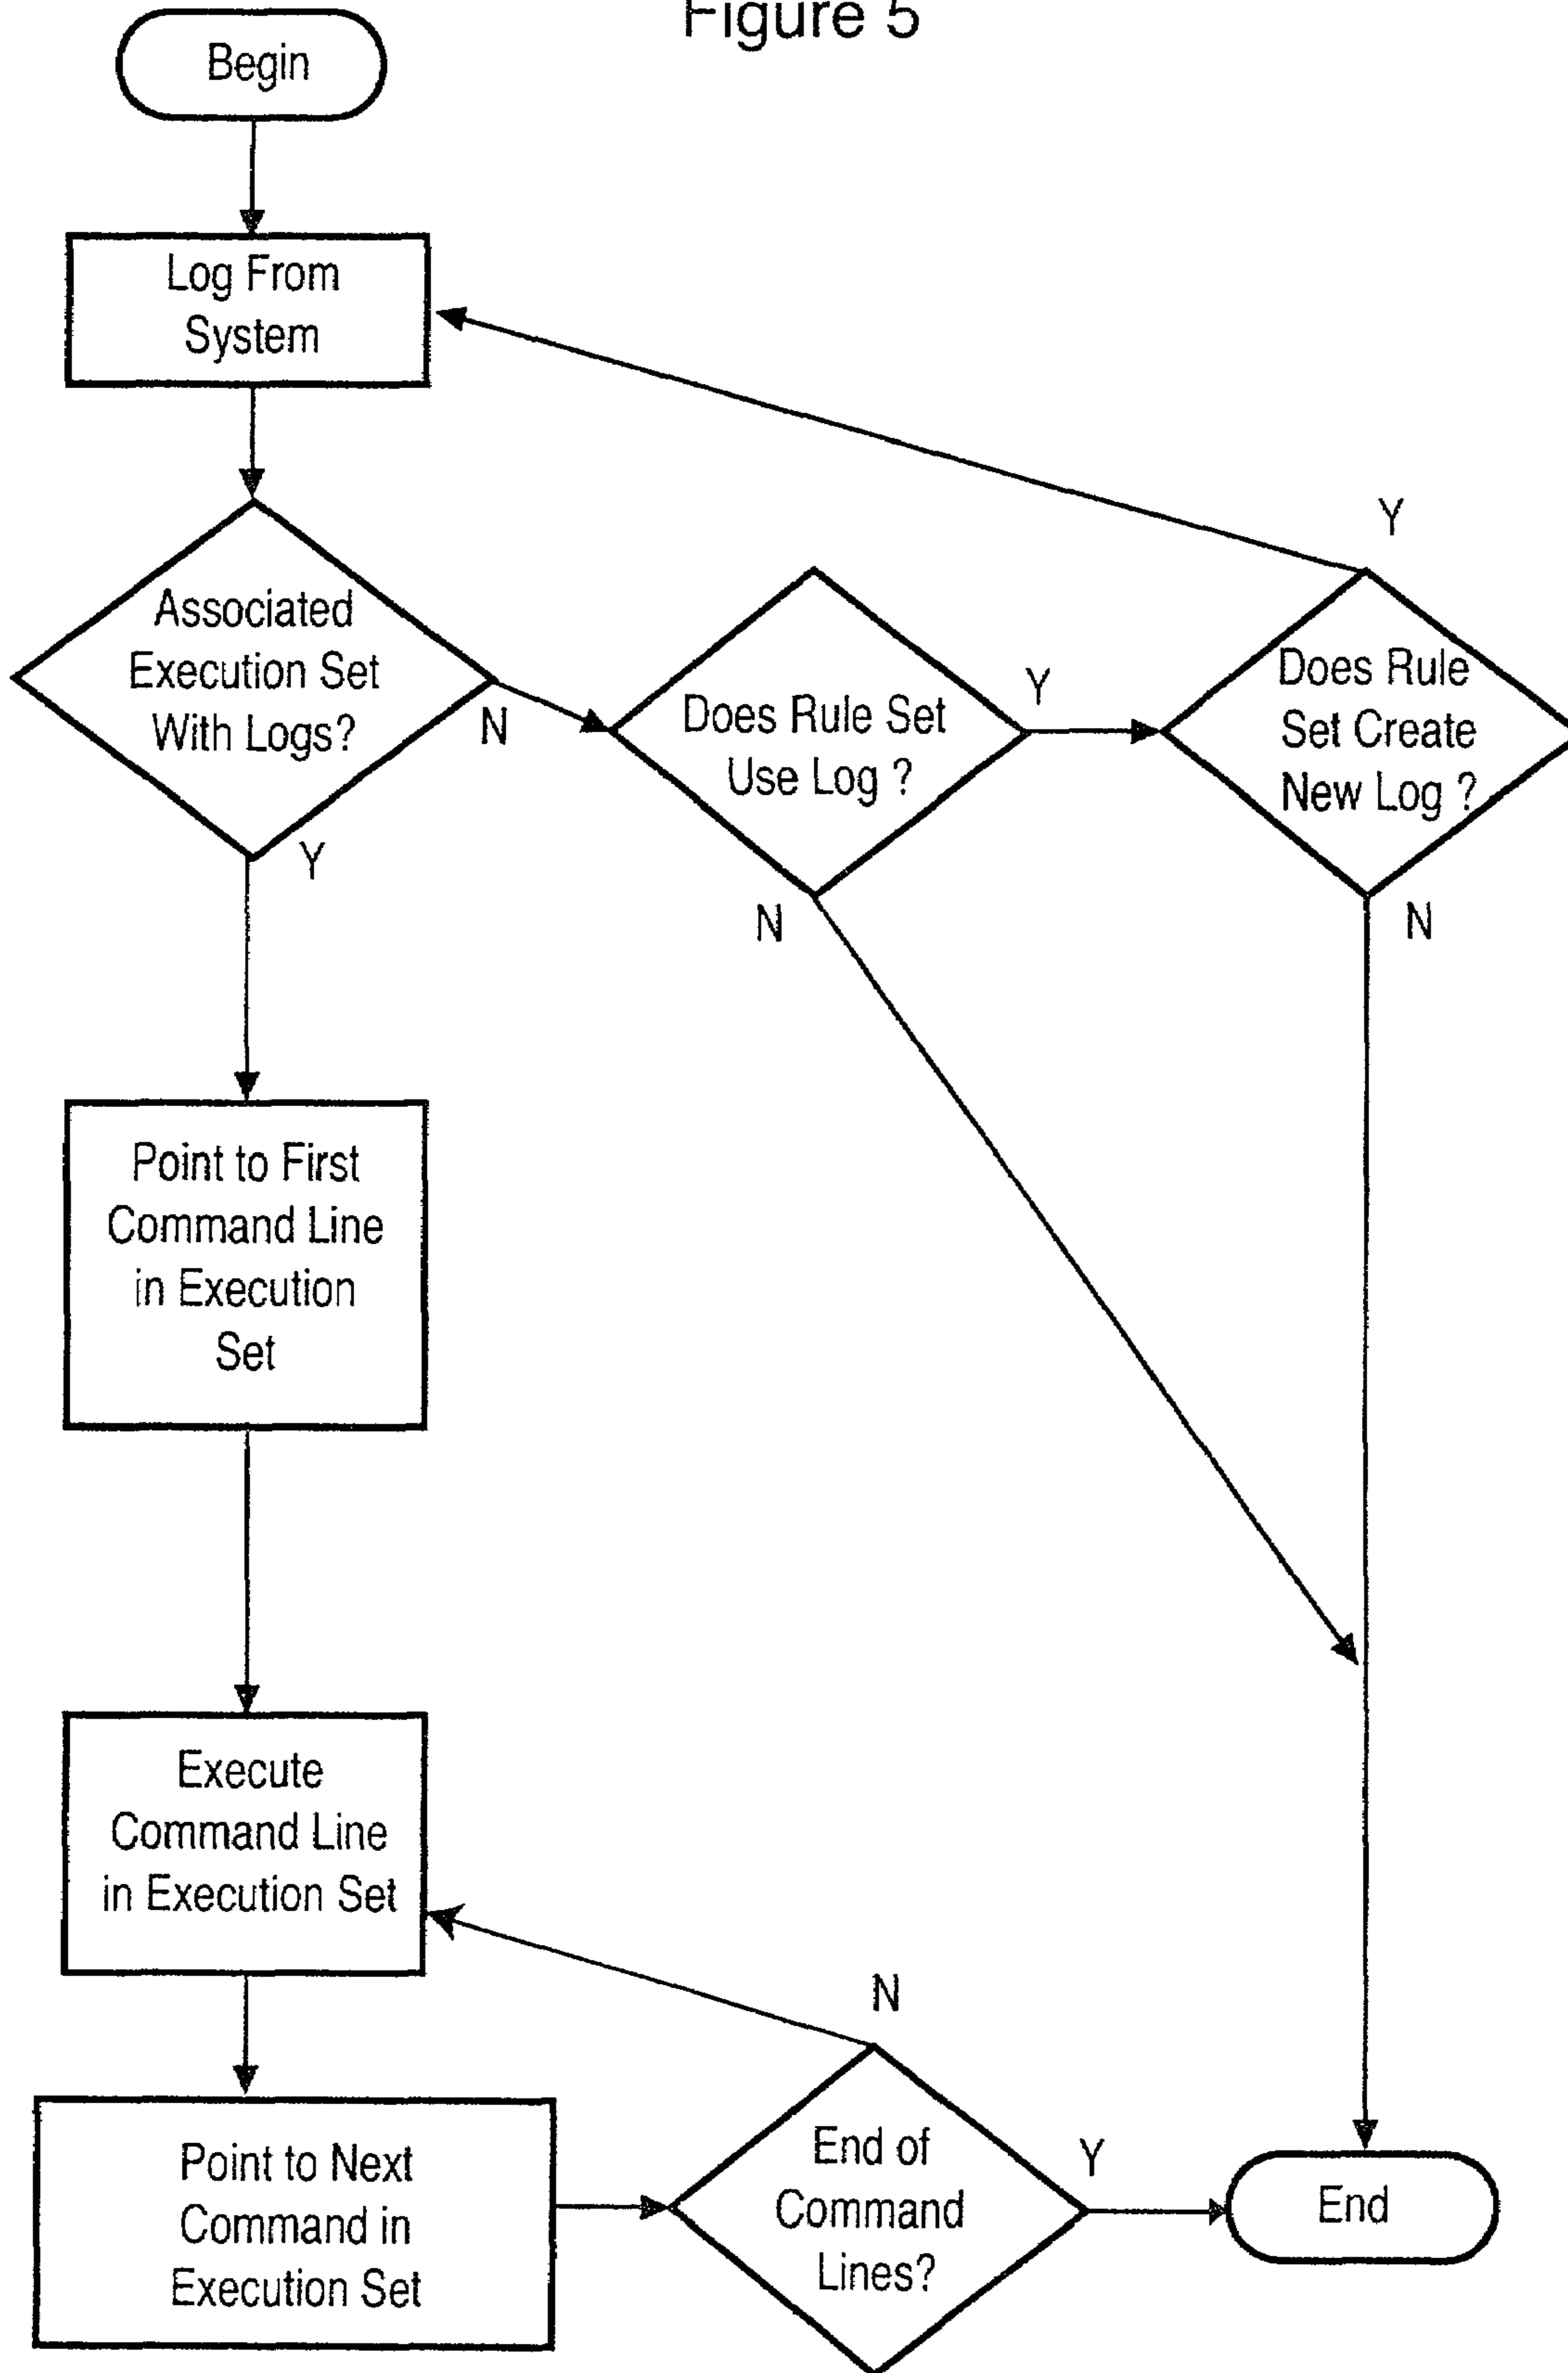 Figure 5
Begin
Log From
System
Associated
Execution Set
With Logs?
N
Y
Does Rule Set
Use Log ?
Y
N
Does Rule
Set Create
New Log ?
Y
N
Point to First
Command Line
in Execution
Set
Execute
Command Line
in Execution Set
Point to Next
Command in
Execution Set
End of
Command
Lines?
N
Y
End